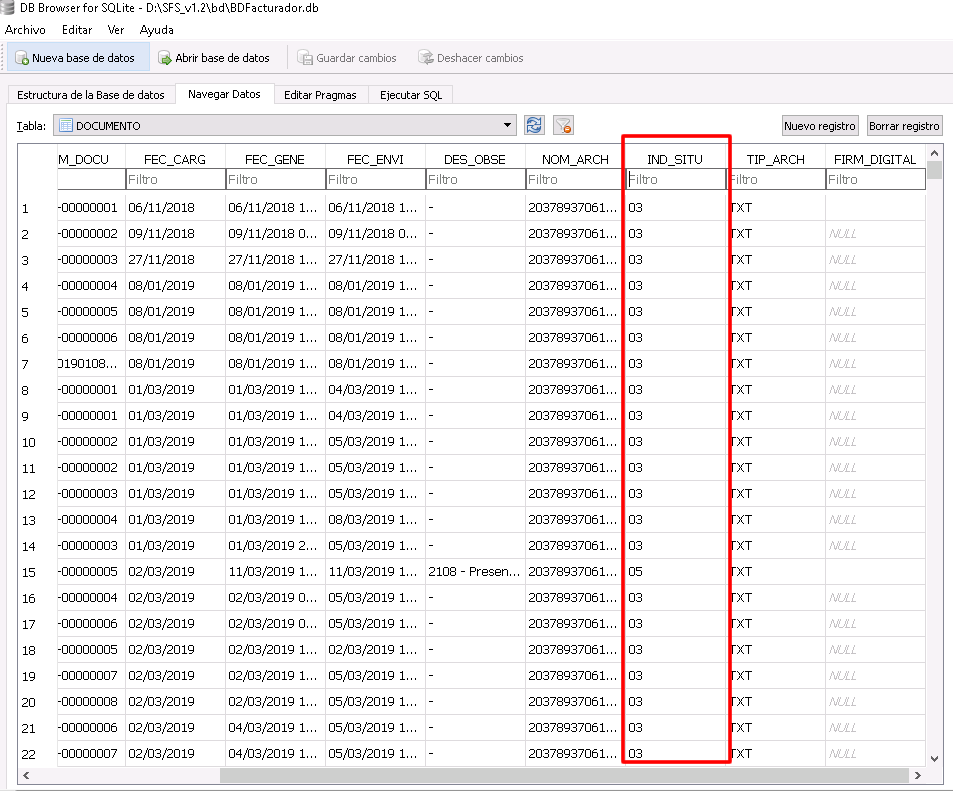 DB Browser for SQLite - D:\SFS_v1.2\bd\BDFacturador.db
Archivo Editar Ver Ayuda
Nueva base de datos Abrir base de datos Guardar cambios Deshacer cambios
Estructura de la Base de datos Navegar Datos Editar Pragmas Ejecutar SQL
Tabla: DOCUMENTO Nuevo registro Borrar registro
M_DOCU FEC_CARG FEC_GENE FEC_ENVI DES_OBSE NOM_ARCH IND_SITU TIP_ARCH FIRM_DIGITAL
Filtro Filtro Filtro Filtro Filtro Filtro Filtro Filtro
1 -00000001 06/11/2018 06/11/2018 1... 06/11/2018 1... - 20378937061... 03 TXT
2 -00000002 09/11/2018 09/11/2018 0... 09/11/2018 0... - 20378937061... 03 TXT NULL
3 -00000003 27/11/2018 27/11/2018 1... 27/11/2018 1... - 20378937061... 03 TXT NULL
4 -00000004 08/01/2019 08/01/2019 1... 08/01/2019 1... - 20378937061... 03 TXT NULL
5 -00000005 08/01/2019 08/01/2019 1... 08/01/2019 1... - 20378937061... 03 TXT NULL
6 -00000006 08/01/2019 08/01/2019 1... 08/01/2019 1... - 20378937061... 03 TXT NULL
7 0190108... 08/01/2019 08/01/2019 1... 08/01/2019 1... - 20378937061... 03 TXT NULL
8 -00000001 01/03/2019 01/03/2019 1... 04/03/2019 1... - 20378937061... 03 TXT NULL
9 -00000001 01/03/2019 01/03/2019 1... 04/03/2019 1... - 20378937061... 03 TXT NULL
10 -00000002 01/03/2019 01/03/2019 1... 05/03/2019 1... - 20378937061... 03 TXT NULL
11 -00000002 01/03/2019 01/03/2019 1... 05/03/2019 1... - 20378937061... 03 TXT NULL
12 -00000003 01/03/2019 01/03/2019 1... 05/03/2019 1... - 20378937061... 03 TXT NULL
13 -00000004 01/03/2019 01/03/2019 1... 08/03/2019 1... - 20378937061... 03 TXT NULL
14 -00000003 01/03/2019 01/03/2019 2... 05/03/2019 1... - 20378937061... 03 TXT NULL
15 -00000005 02/03/2019 11/03/2019 1... 11/03/2019 1... 2108 - Presen... 20378937061... 05 TXT
16 -00000004 02/03/2019 02/03/2019 0... 05/03/2019 1... - 20378937061... 03 TXT NULL
17 -00000006 02/03/2019 02/03/2019 0... 05/03/2019 1... - 20378937061... 03 TXT NULL
18 -00000005 02/03/2019 02/03/2019 1... 05/03/2019 1... - 20378937061... 03 TXT NULL
19 -00000007 02/03/2019 02/03/2019 1... 05/03/2019 1... - 20378937061... 03 TXT NULL
20 -00000008 02/03/2019 02/03/2019 1... 05/03/2019 1... - 20378937061... 03 TXT NULL
21 -00000006 02/03/2019 04/03/2019 1... 05/03/2019 1... - 20378937061... 03 TXT NULL
22 -00000007 02/03/2019 04/03/2019 1... 05/03/2019 1... - 20378937061... 03 TXT NULL